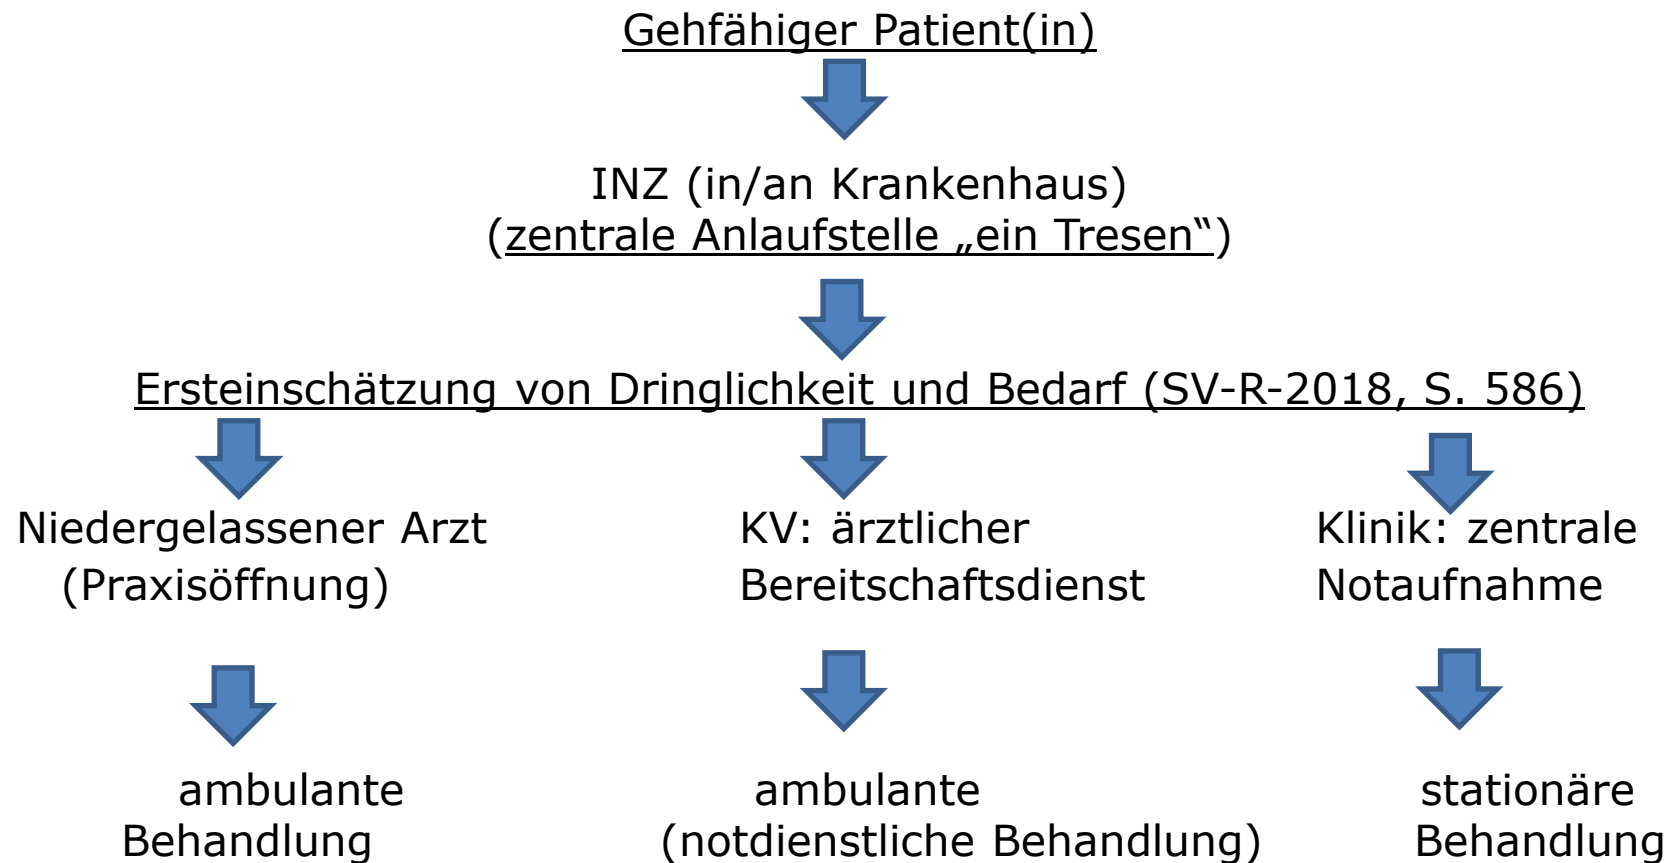 Gehfähiger Patient(in)
INZ (in/an Krankenhaus)
(zentrale Anlaufstelle „ein Tresen“)
Ersteinschätzung von Dringlichkeit und Bedarf (SV-R-2018, S. 586)
Niedergelassener Arzt
(Praxisöffnung)
KV: ärztlicher
Bereitschaftsdienst
Klinik: zentrale
Notaufnahme
ambulante
Behandlung
ambulante
(notdienstliche Behandlung)
stationäre
Behandlung